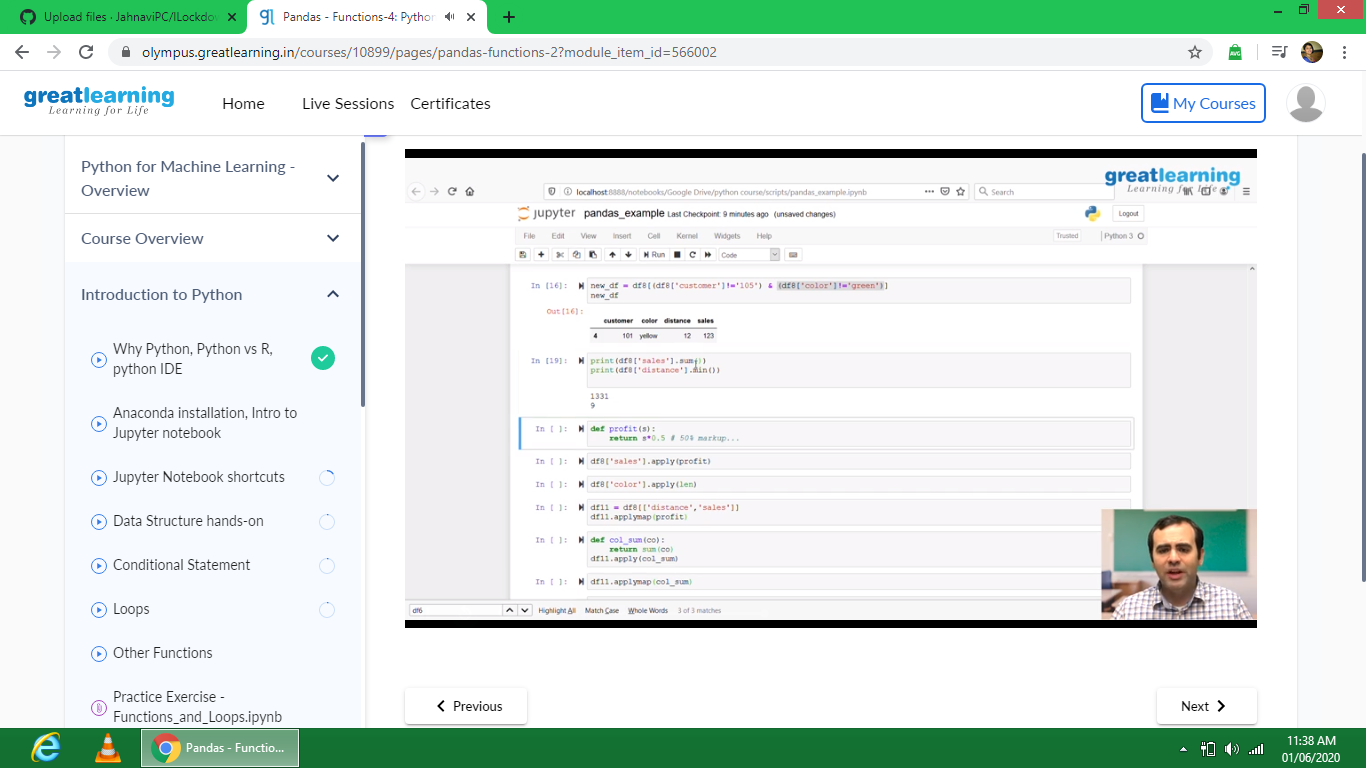 Upload files · JahnaviPC/ILockdow
Pandas - Functions-4: Python
olympus.greatlearning.in/courses/10899/pages/pandas-functions-2?module_item_id=566002
AVG
greatlearning
Learning for Life
Home
Live Sessions
Certificates
My Courses
Python for Machine Learning -
Overview
Course Overview
Introduction to Python
Why Python, Python vs R,
python IDE
Anaconda installation, Intro to
Jupyter notebook
Jupyter Notebook shortcuts
Data Structure hands-on
Conditional Statement
Loops
Other Functions
Practice Exercise -
Functions_and_Loops.ipynb
greatlearning
Learning for Life
localhost:8888/notebooks/Google Drive/python course/scripts/pandas_example.ipynb
Search
jupyter pandas_example Last Checkpoint: 9 minutes ago (unsaved changes)
Logout
File Edit View Insert Cell Kernel Widgets Help
Trusted
Python 3
Run
Code
In [16]: new_df = df8[(df8['customer']!='105') & (df8['color']!='green')]
new_df
Out[16]:
customer color distance sales
4 101 yellow 12 123
In [19]: print(df8['sales'].sum())
print(df8['distance'].min())
1331
9
In [ ]: def profit(s):
return s*0.5 # 50% markup...
In [ ]: df8['sales'].apply(profit)
In [ ]: df8['color'].apply(len)
In [ ]: df11 = df8[['distance','sales']]
df11.applymap(profit)
In [ ]: def col_sum(co):
return sum(co)
df11.apply(col_sum)
In [ ]: df11.applymap(col_sum)
df6
Highlight All Match Case Whole Words 3 of 3 matches
Previous
Next
Pandas - Functio...
11:38 AM
01/06/2020